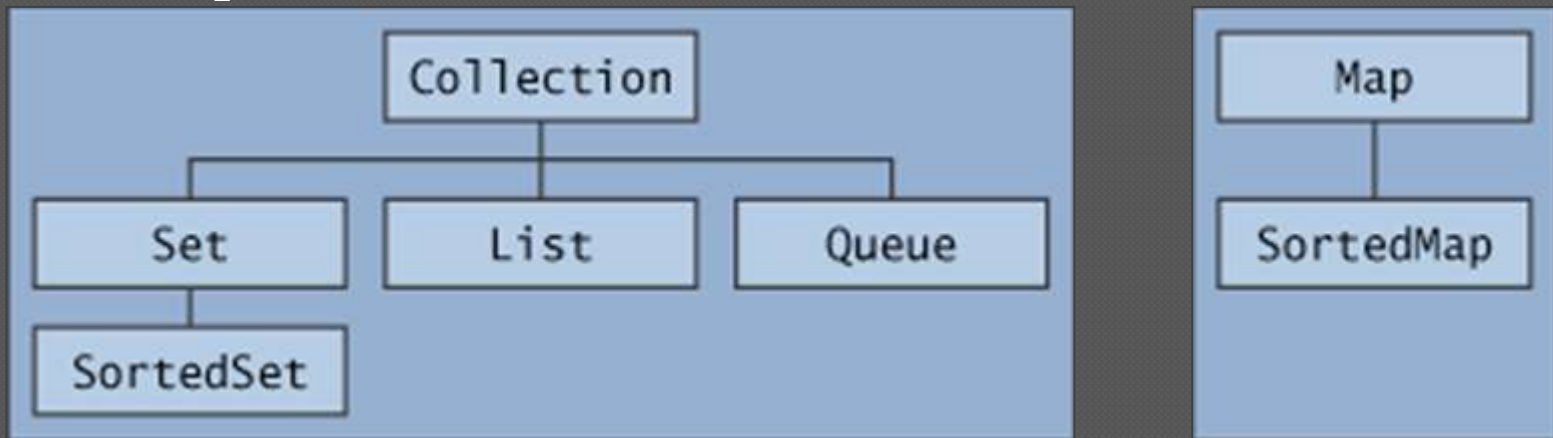 Collection
Map
Set
List
Queue
SortedMap
SortedSet